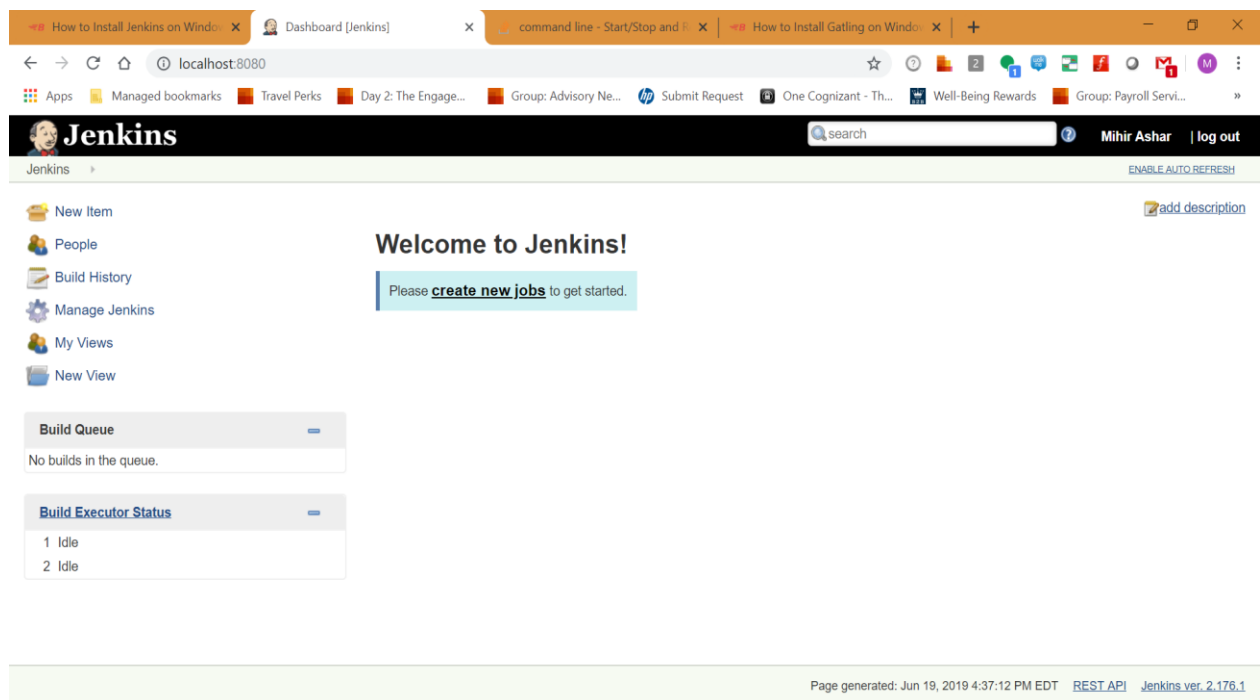 How to Install Jenkins on Windov
Dashboard [Jenkins]
command line - Start/Stop and R
How to Install Gatling on Windov
localhost:8080
2
1
1
M
Apps
Managed bookmarks
Travel Perks
Day 2: The Engage...
Group: Advisory Ne...
Submit Request
One Cognizant - Th...
Well-Being Rewards
Group: Payroll Servi...
»
Jenkins
search
Mihir Ashar
| log out
Jenkins
ENABLE AUTO REFRESH
New Item
add description
People
Welcome to Jenkins!
Build History
Please create new jobs to get started.
Manage Jenkins
My Views
New View
Build Queue
No builds in the queue.
Build Executor Status
1 Idle
2 Idle
Page generated: Jun 19, 2019 4:37:12 PM EDT REST API Jenkins ver. 2.176.1